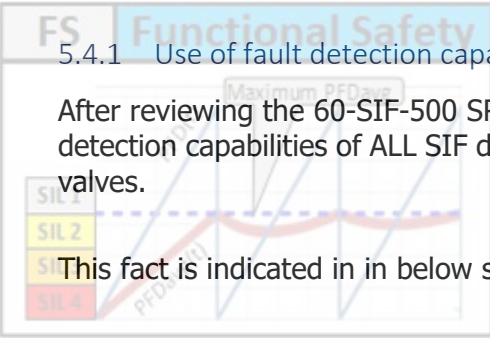 FS Functional Safety
5.4.1 Use of fault detection capa
Maximum PFDavg
After reviewing the 60-SIF-500 SR
detection capabilities of ALL SIF d
valves.
PFD(t)
SIL 1
SIL 2
SIL 3
This fact is indicated in in below s
SIL 4
PFDavg(t)